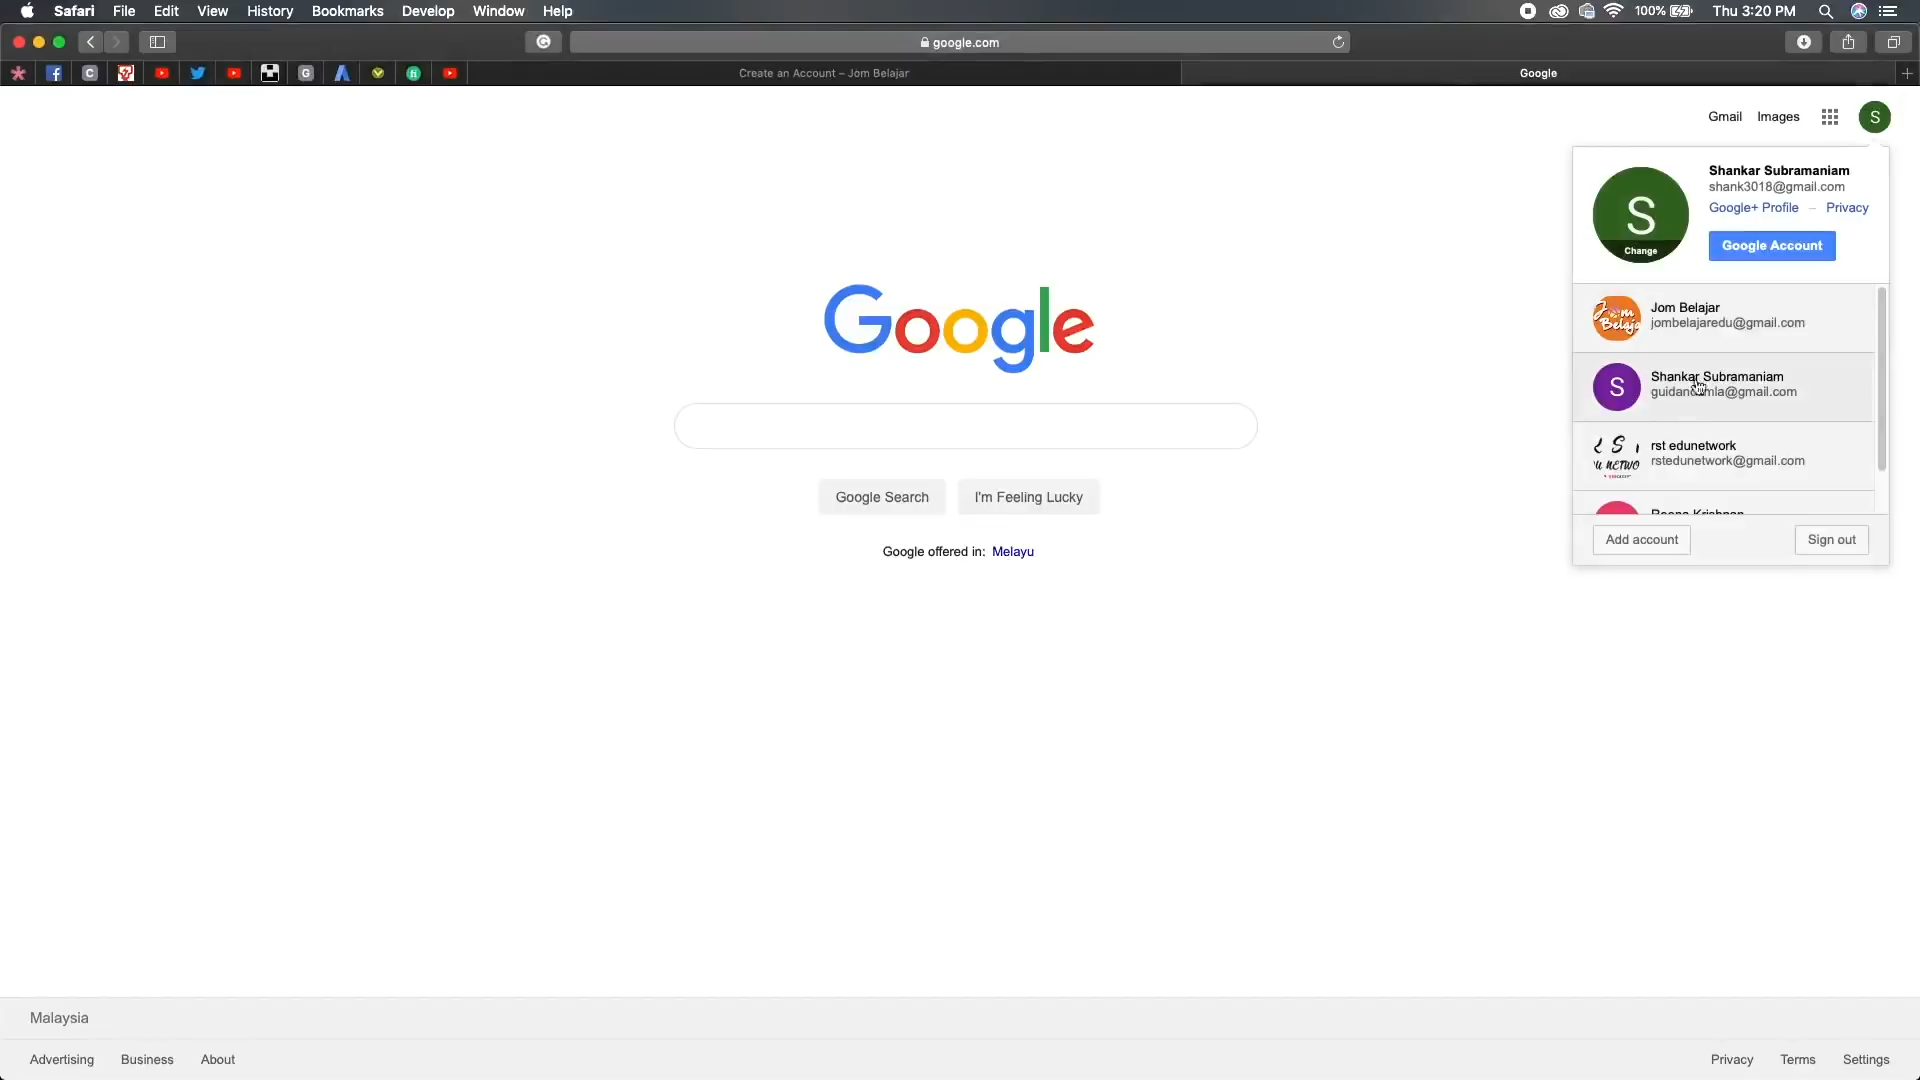 Safari File Edit View History Bookmarks Develop Window Help 100% Thu 3:20 PM
google.com
Create an Account – Jom Belajar
Google
Gmail Images S
Shankar Subramaniam
shank3018@gmail.com
Google+ Profile – Privacy
S
Change
Google Account
Google
Jom Belajar
jombelajaredu@gmail.com
S
Shankar Subramaniam
rst edunetwork
rstedunetwork@gmail.com
Google Search
I'm Feeling Lucky
Add account
Sign out
Google offered in: Melayu
Malaysia
Advertising Business About
Privacy Terms Settings